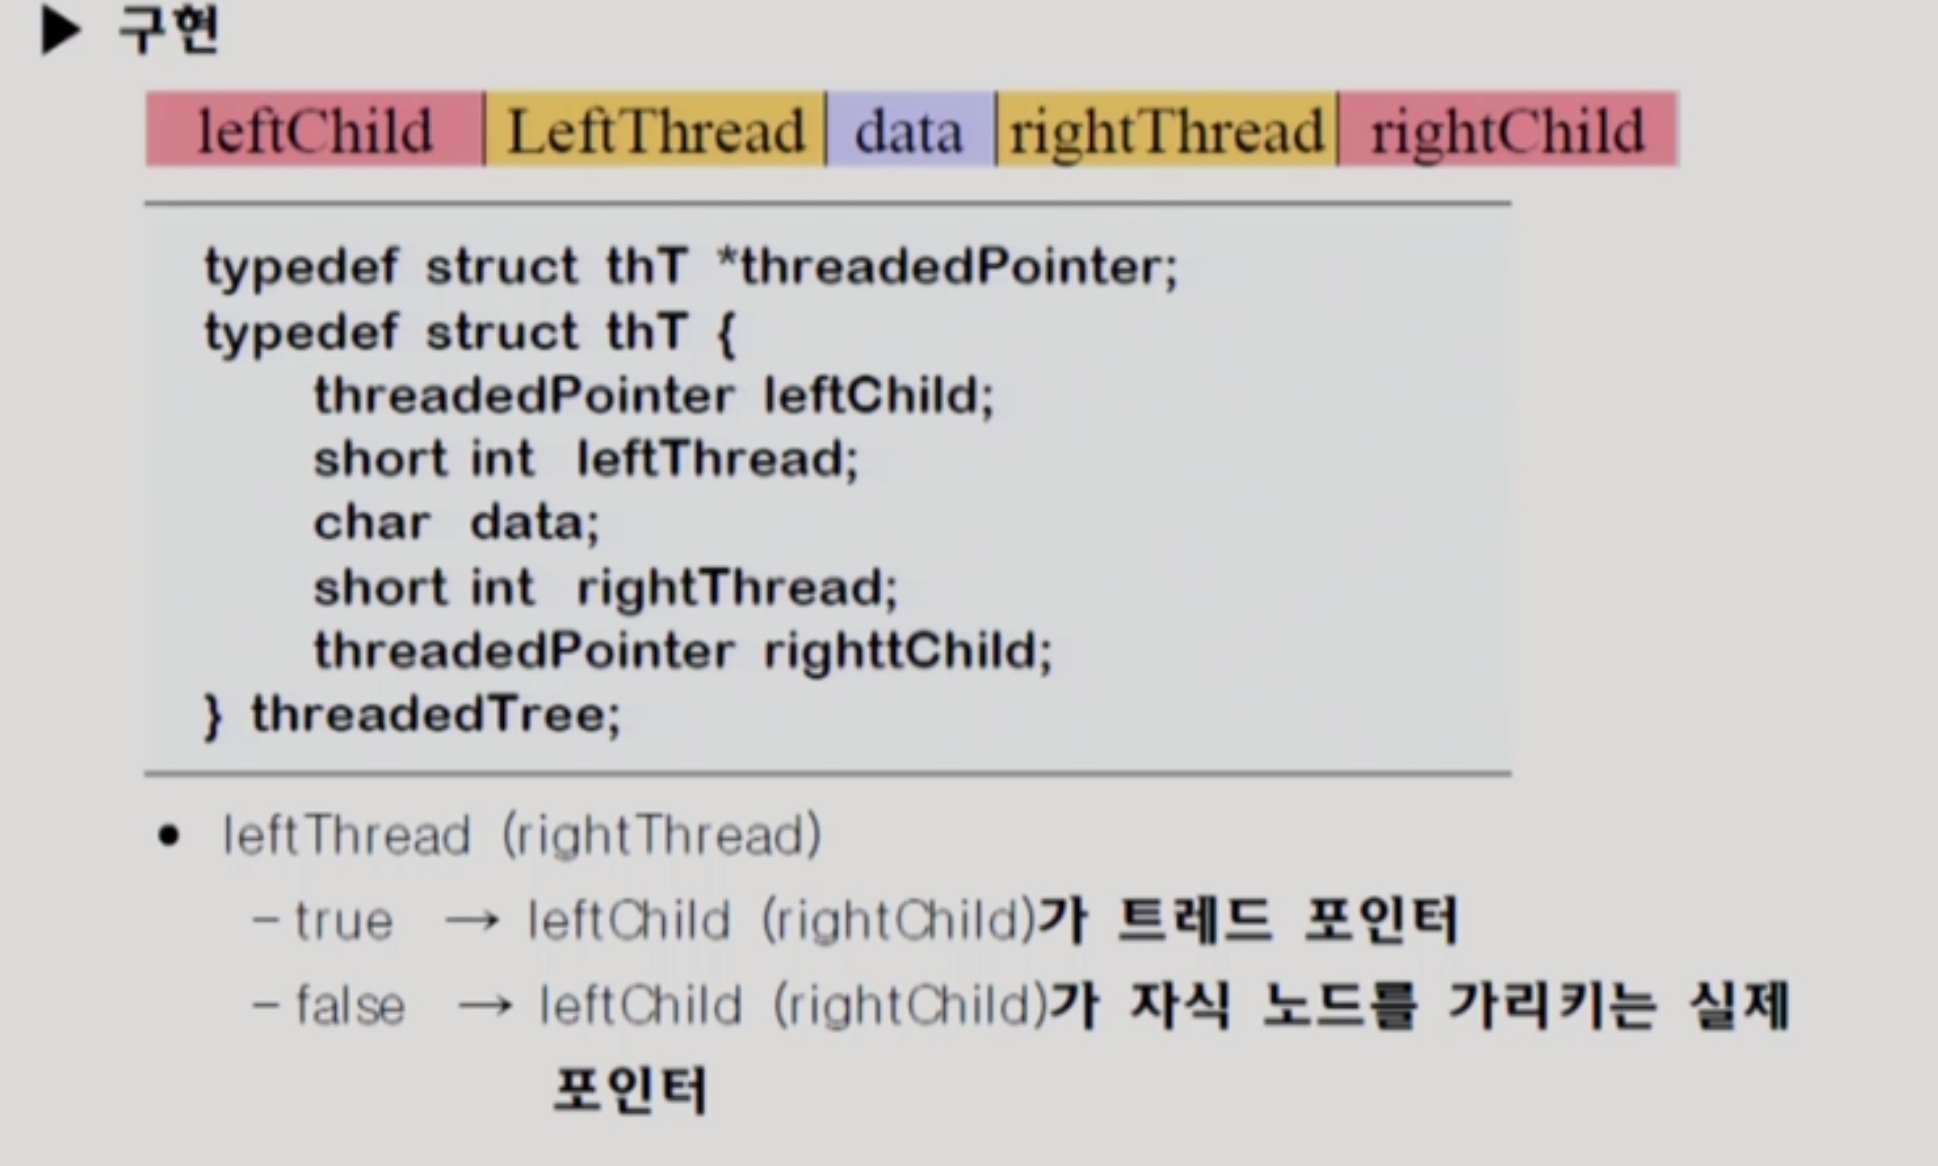 ▶ 구현
leftChild LeftThread data rightThread rightChild
typedef struct thT *threadedPointer;
typedef struct thT {
threadedPointer leftChild;
short int leftThread;
char data;
short int rightThread;
threadedPointer righttChild;
} threadedTree;
• leftThread (rightThread)
– true → leftChild (rightChild)가 트레드 포인터
– false → leftChild (rightChild)가 자식 노드를 가리키는 실제
포인터